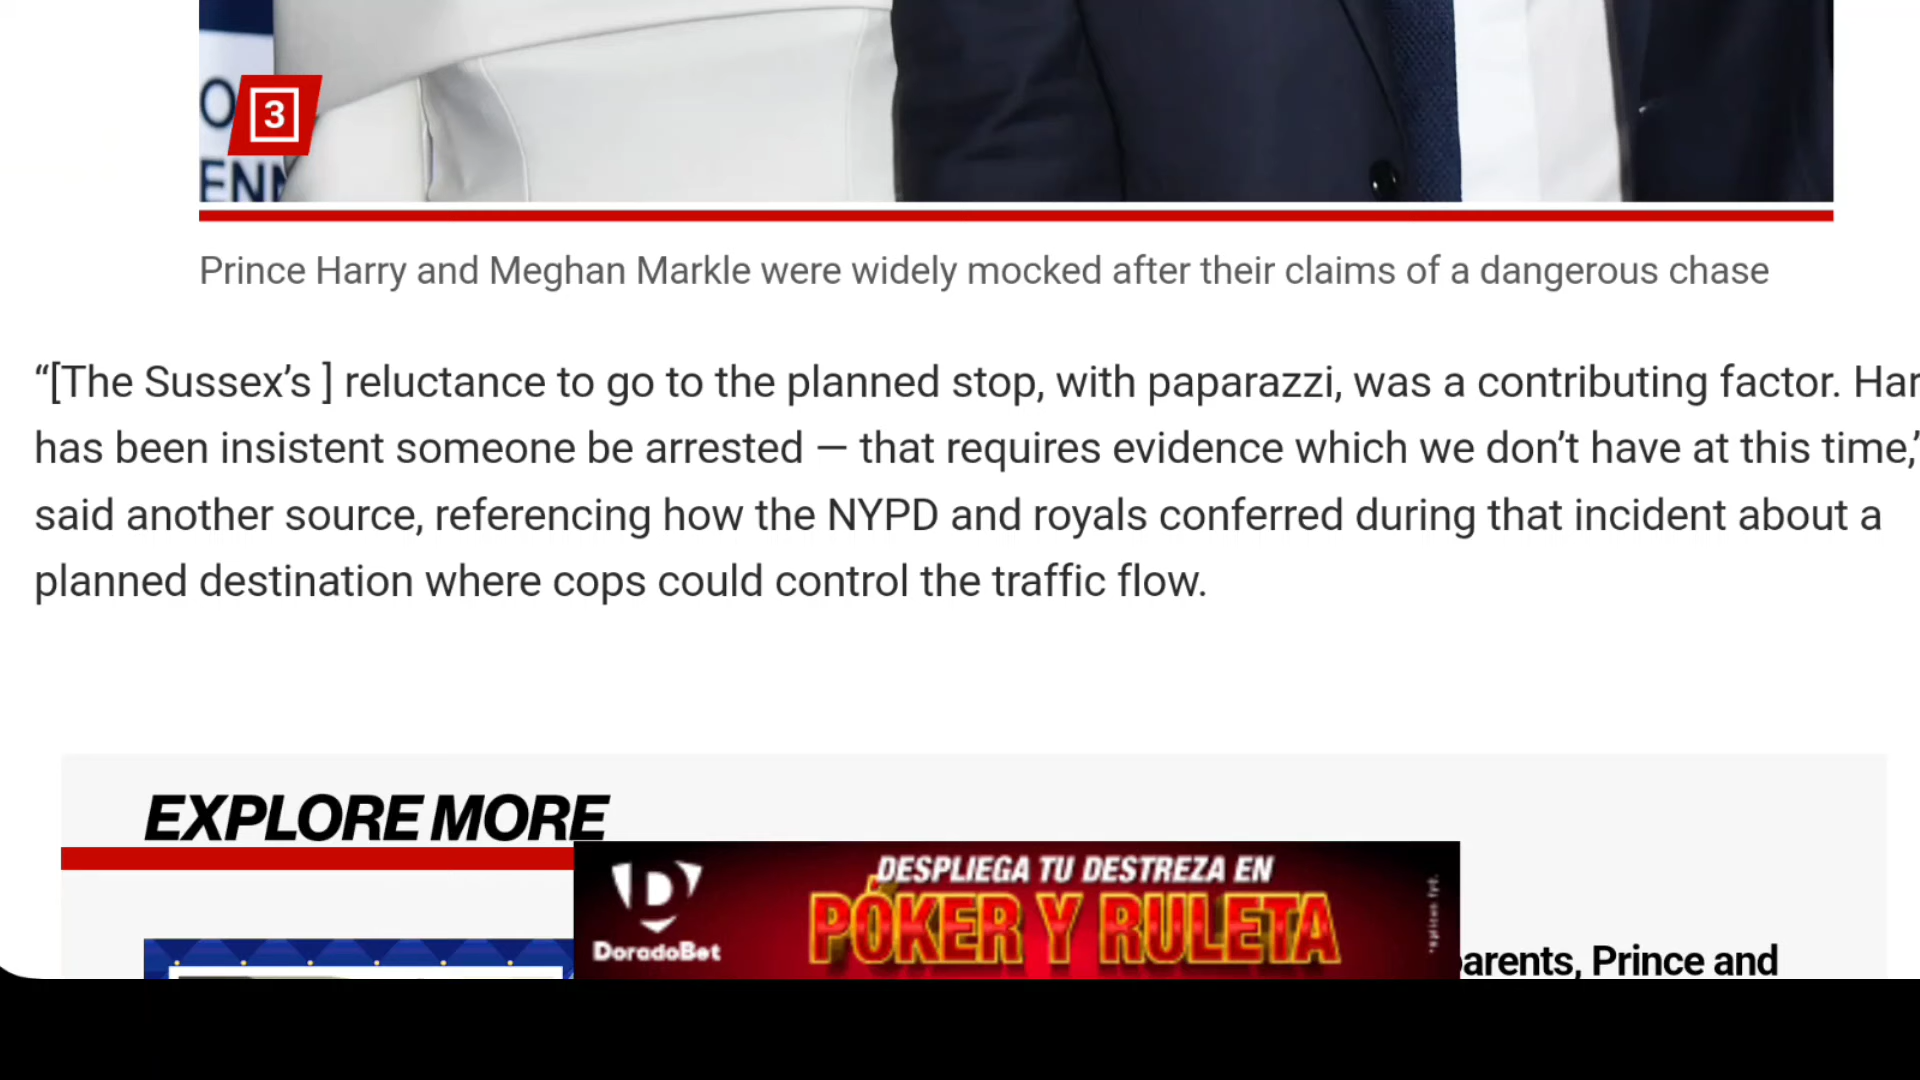 O
3
ENN
Prince Harry and Meghan Markle were widely mocked after their claims of a dangerous chase
“[The Sussex’s ] reluctance to go to the planned stop, with paparazzi, was a contributing factor. Har
has been insistent someone be arrested — that requires evidence which we don’t have at this time,”
said another source, referencing how the NYPD and royals conferred during that incident about a
planned destination where cops could control the traffic flow.
EXPLORE MORE
DESPLIEGA TU DESTREZA EN
PÓKER Y RULETA
DoradoBet
parents, Prince and